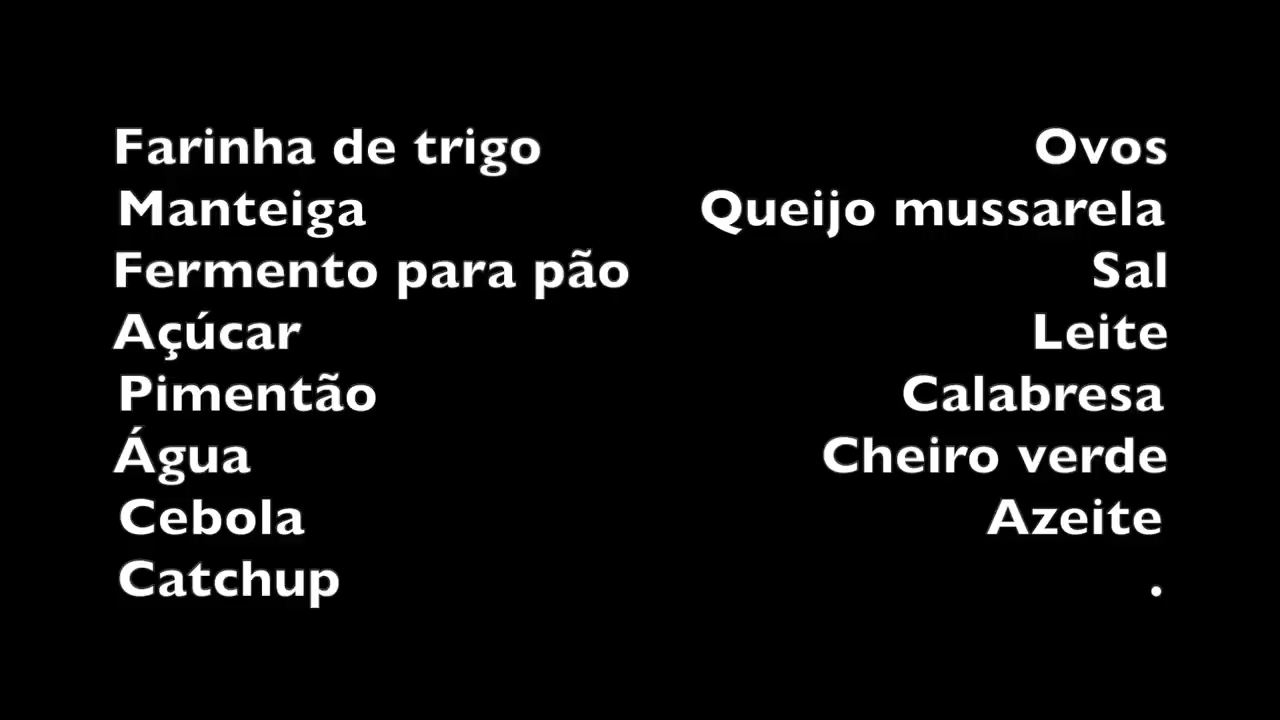 Farinha de trigo Ovos
Manteiga Queijo mussarela
Fermento para pão Sal
Açúcar Leite
Pimentão Calabresa
Água Cheiro verde
Cebola Azeite
Catchup .